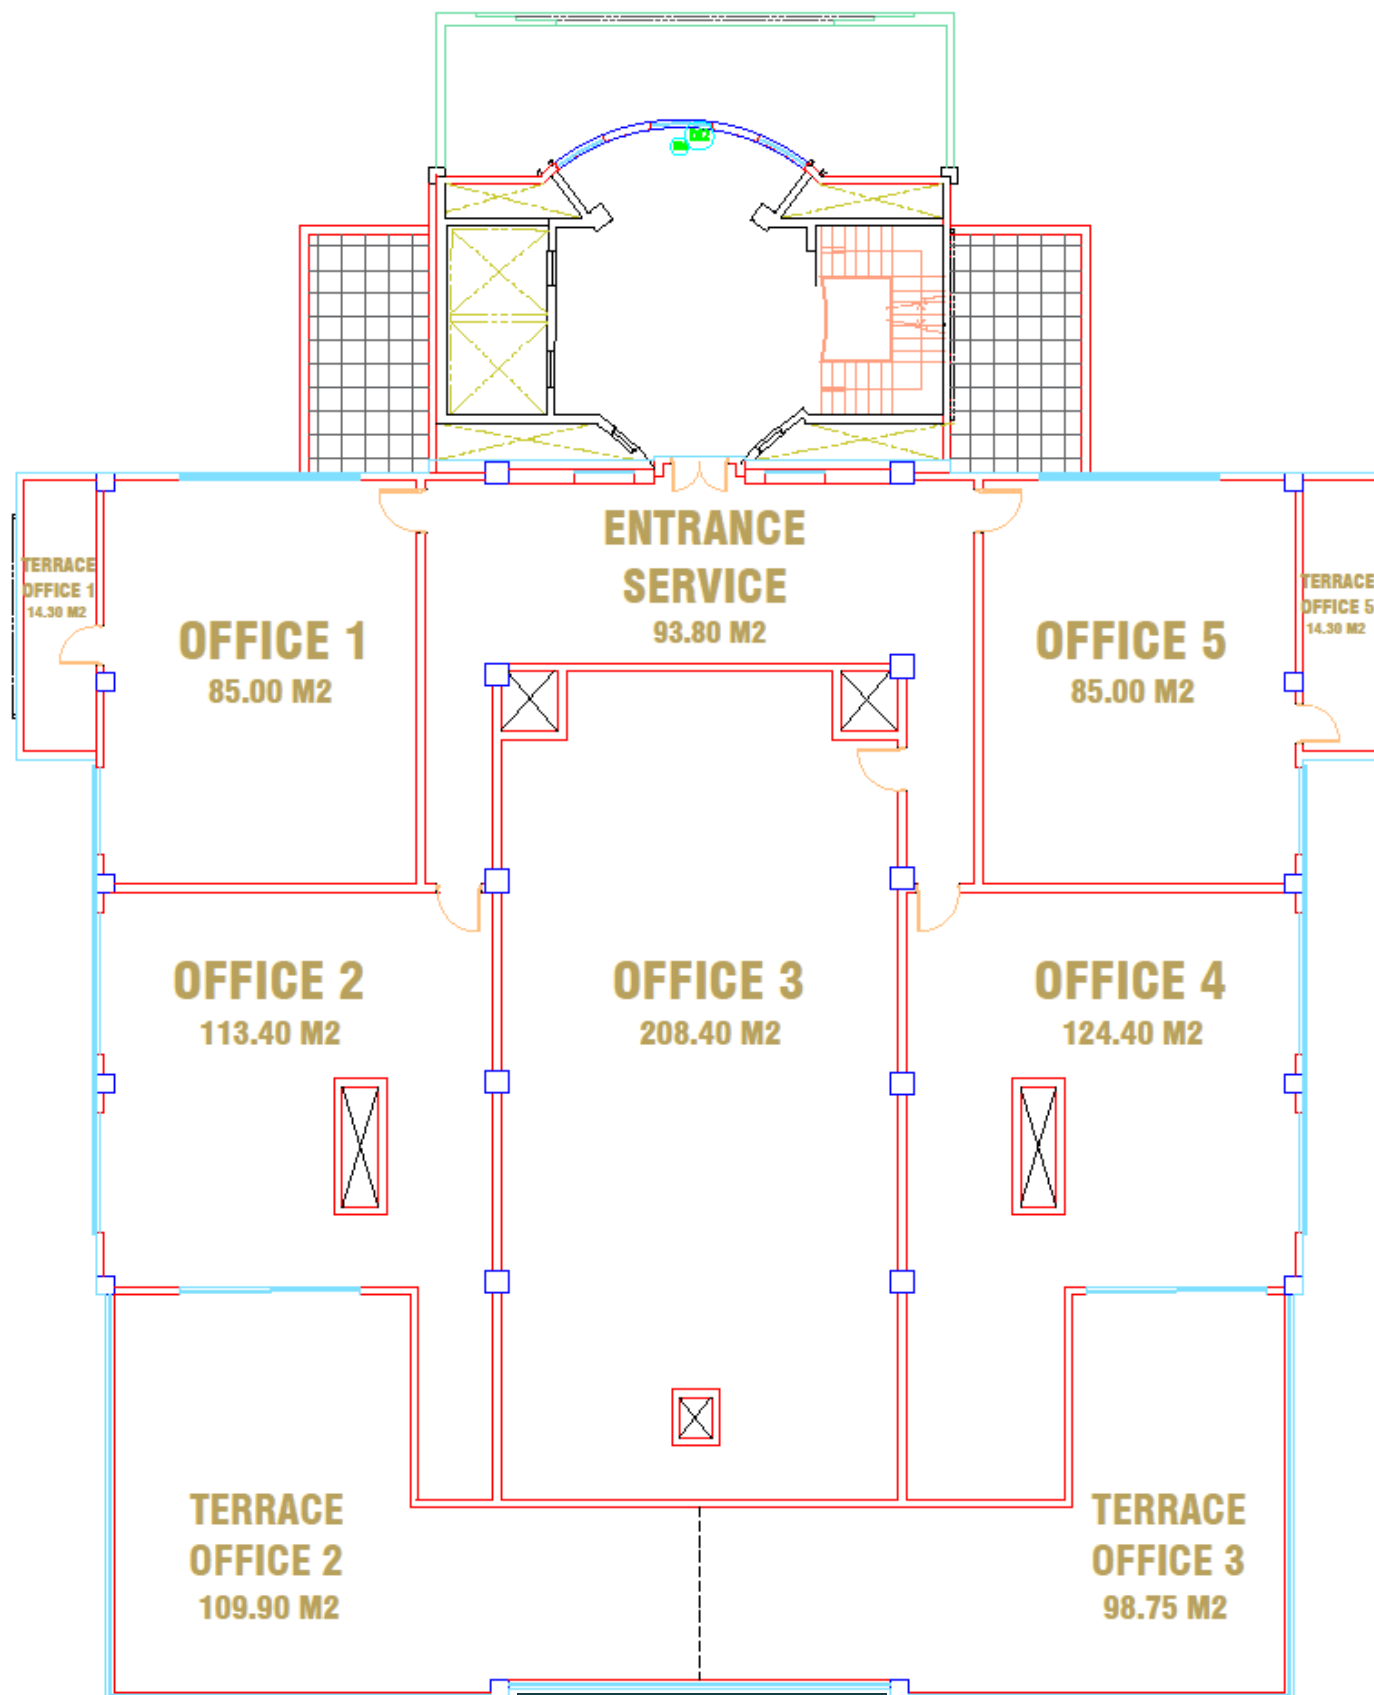 ENTRANCE
SERVICE
93.80 M2
TERRACE
OFFICE 1
14.30 M2
OFFICE 1
85.00 M2
OFFICE 5
85.00 M2
TERRACE
OFFICE 5
14.30 M2
OFFICE 2
113.40 M2
OFFICE 3
208.40 M2
OFFICE 4
124.40 M2
TERRACE
OFFICE 2
109.90 M2
TERRACE
OFFICE 3
98.75 M2